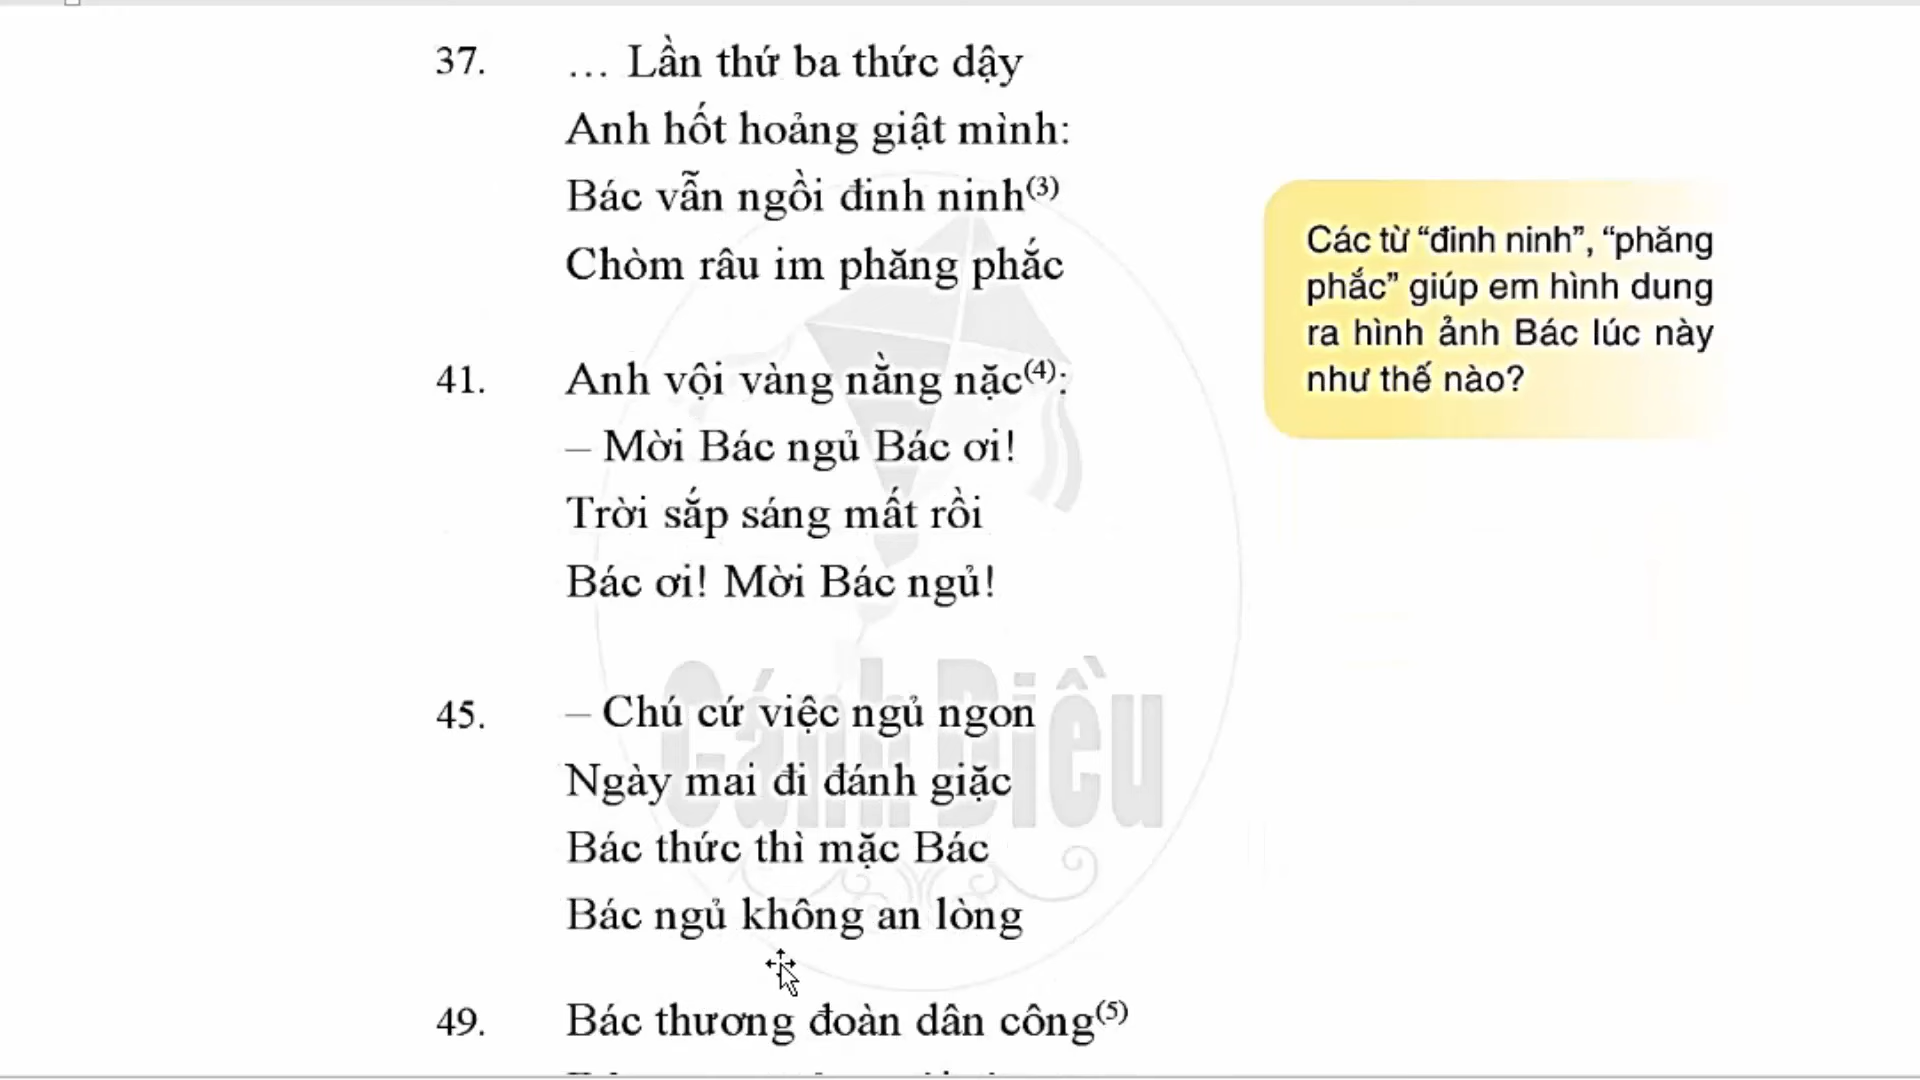 37. … Lần thứ ba thức dậy
Anh hốt hoảng giật mình:
Bác vẫn ngồi đinh ninh(3)
Chòm râu im phăng phắc
Các từ “đinh ninh”, “phăng
phắc” giúp em hình dung
ra hình ảnh Bác lúc này
như thế nào?
41. Anh vội vàng nằng nặc(4):
– Mời Bác ngủ Bác ơi!
Trời sắp sáng mất rồi
Bác ơi! Mời Bác ngủ!
45. – Chú cứ việc ngủ ngon
Ngày mai đi đánh giặc
Bác thức thì mặc Bác
Bác ngủ không an lòng
49. Bác thương đoàn dân công(5)
Cánh Diều